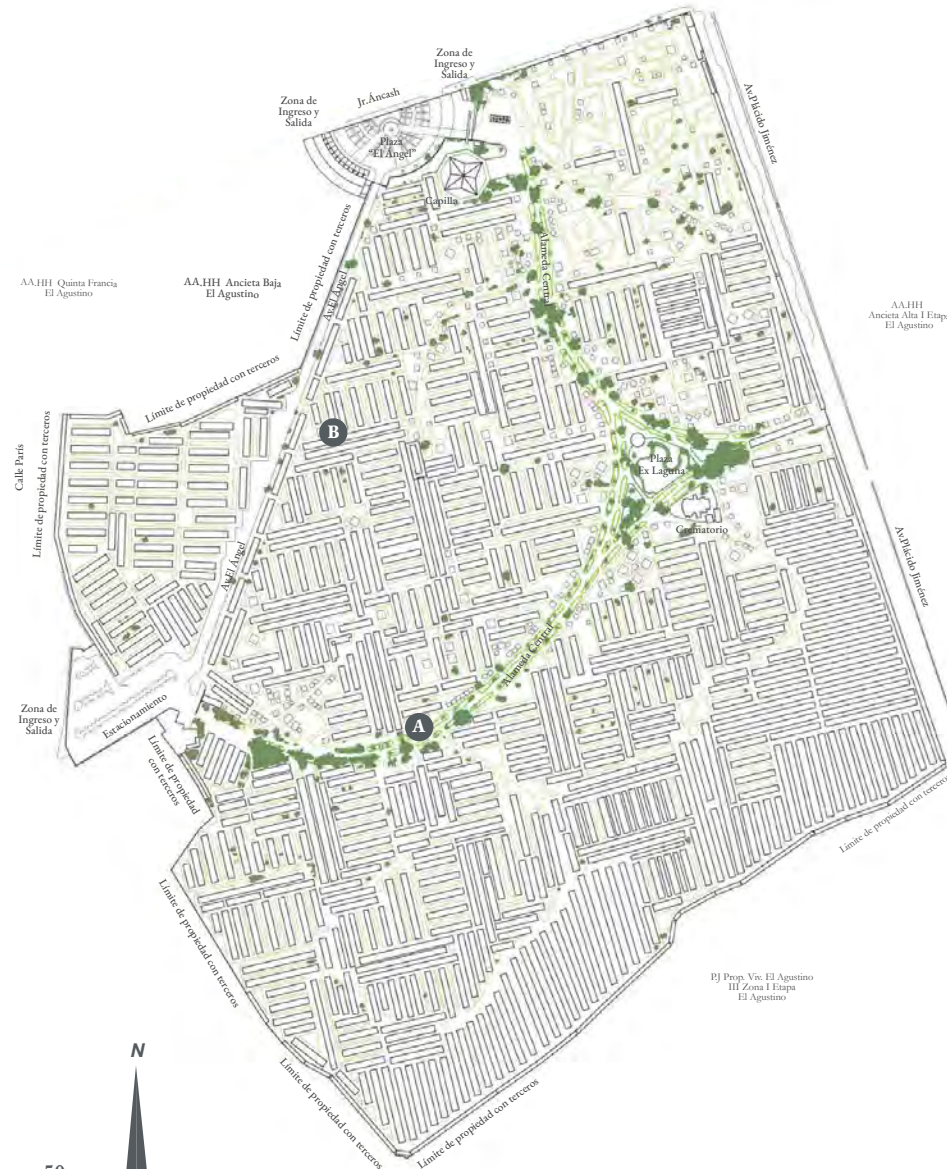 Zona de
Ingreso y
Salida
Zona de
Ingreso y
Salida
Jr.Áncash
Plaza
"El Ángel"
Capilla
Av.Plácido Jiménez
Alameda Central
Límite de propiedad con terceros
Av.El Ángel
AA.HH Quinta Francia
El Agustino
AA.HH Ancieta Baja
El Agustino
AA.HH
Ancieta Alta I Etapa
El Agustino
Límite de propiedad con terceros
Calle París
Límite de propiedad con terceros
B
Plaza
Ex Laguna
Crematorio
Av.Plácido Jiménez
Av.El Ángel
Alameda Central
A
Zona de
Ingreso y
Salida
Estacionamiento
Límite de propiedad
con terceros
Límite de propiedad con terceros
Límite de propiedad con terceros
P.J Prop. Viv. El Agustino
III Zona I Etapa
El Agustino
Límite de propiedad con terceros
Límite de propiedad con terceros
N
50